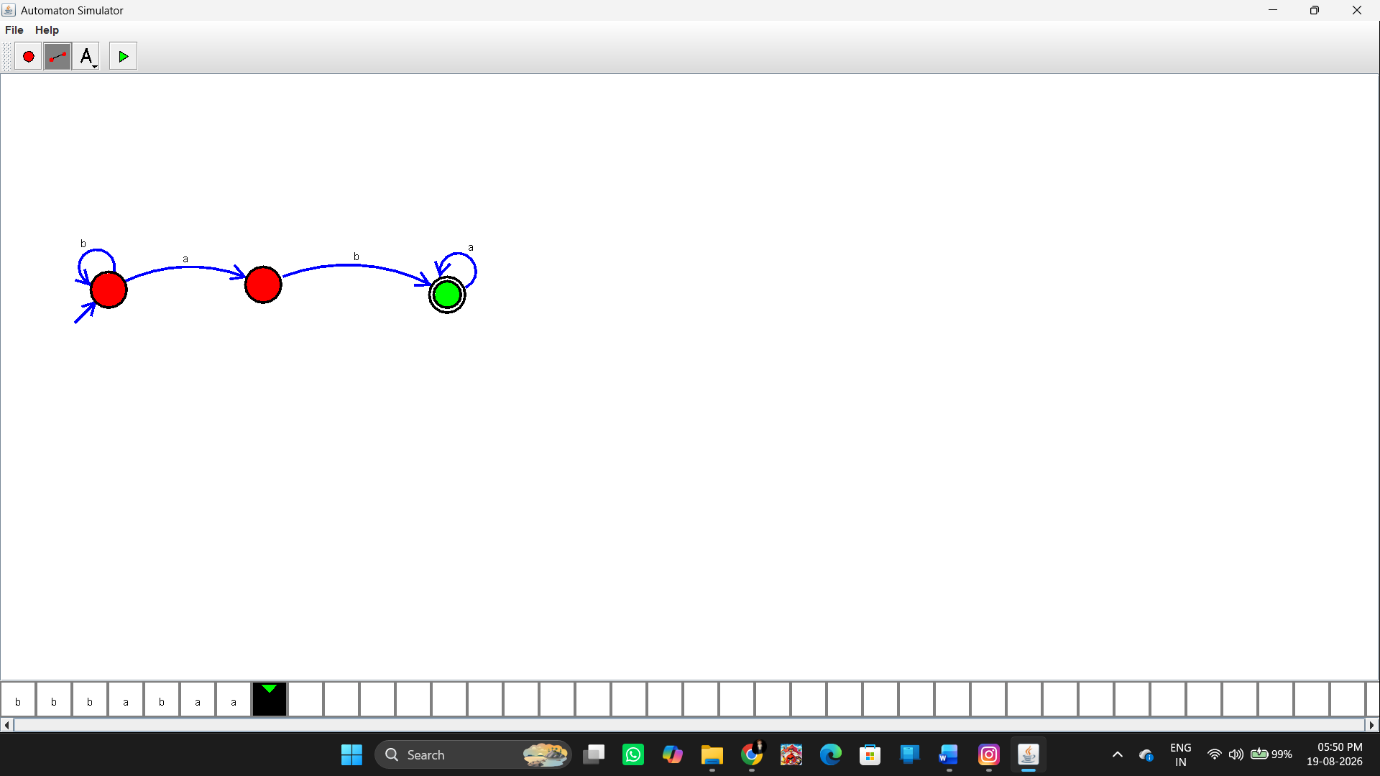 Automaton Simulator
File Help
A
b
a
b
a
b b b a b a a
Search
ENG
IN
99%
05:50 PM
19-08-2026